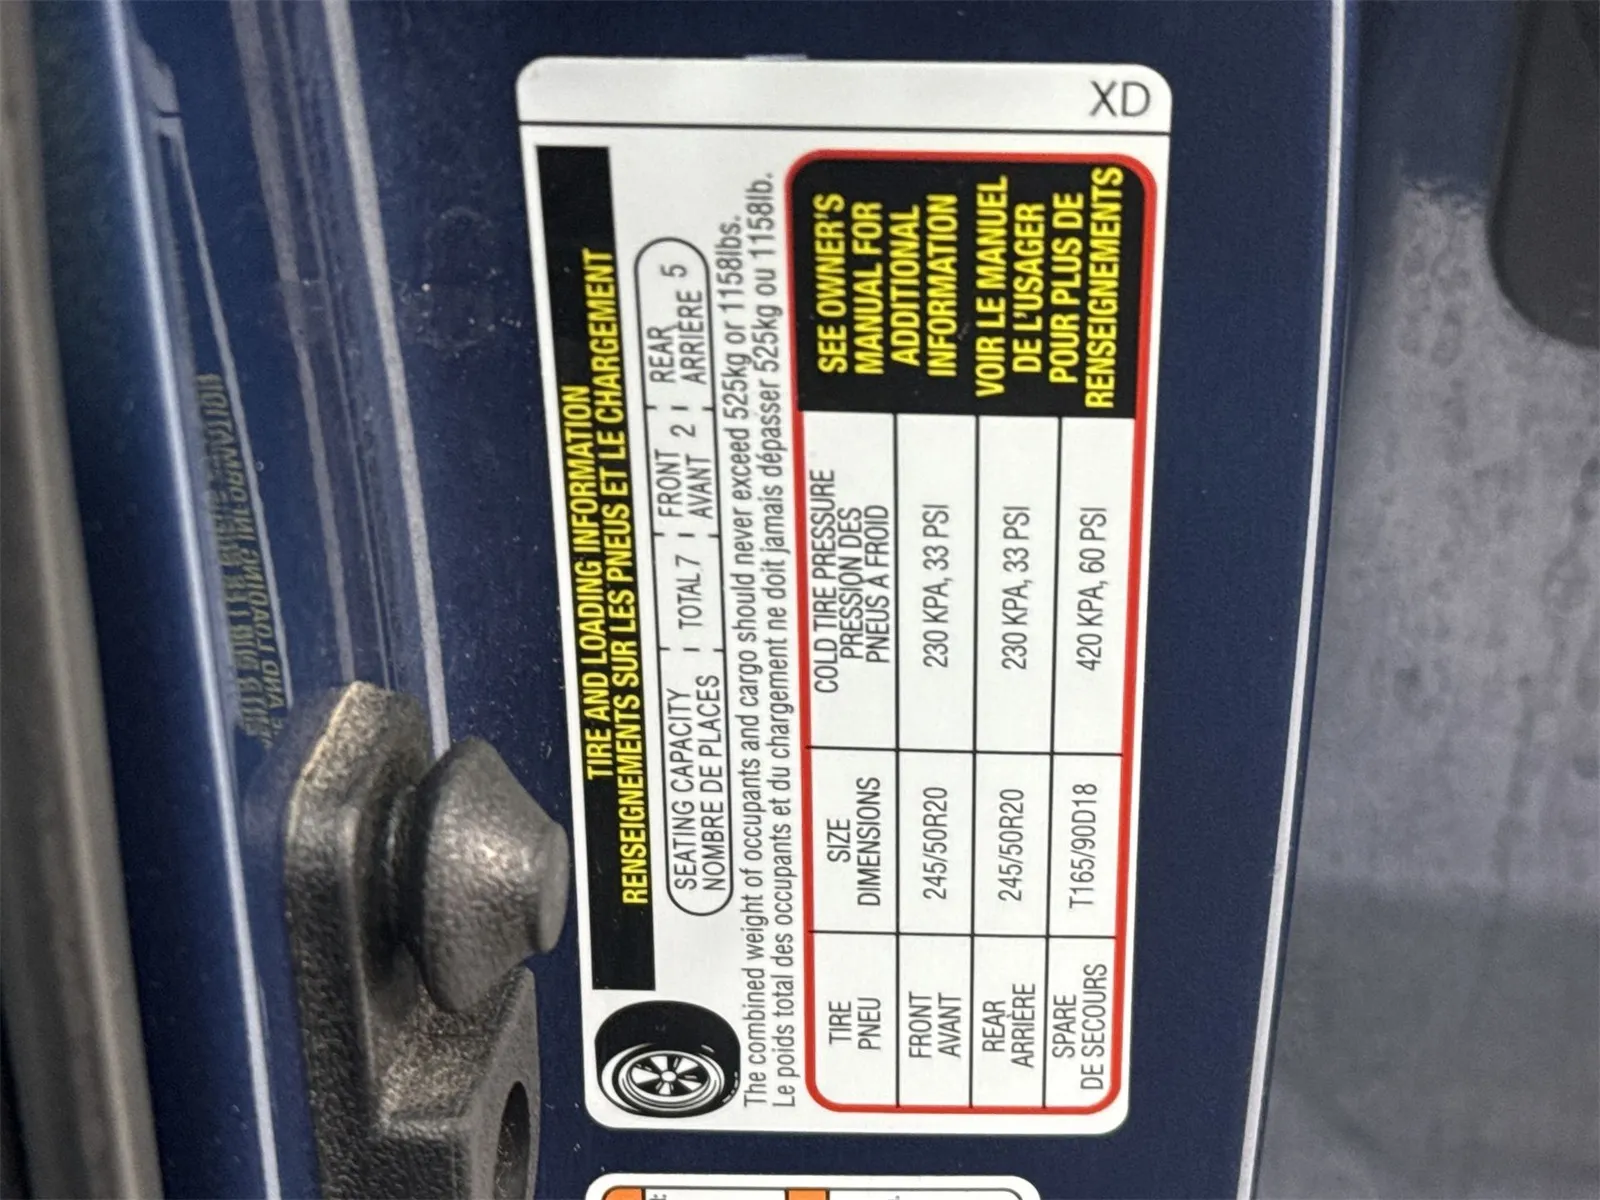 XD
TIRE AND LOADING INFORMATION
RENSEIGNEMENTS SUR LES PNEUS ET LE CHARGEMENT
SEATING CAPACITY
NOMBRE DE PLACES
TOTAL 7
FRONT
AVANT 2
REAR
ARRIÈRE 5
The combined weight of occupants and cargo should never exceed 525kg or 1158lbs.
Le poids total des occupants et du chargement ne doit jamais dépasser 525kg ou 1158lb.
TIRE
PNEU
SIZE
DIMENSIONS
COLD TIRE PRESSURE
PRESSION DES
PNEUS À FROID
FRONT
AVANT
245/50R20
230 KPA, 33 PSI
REAR
ARRIÈRE
245/50R20
230 KPA, 33 PSI
SPARE
DE SECOURS
T165/90D18
420 KPA, 60 PSI
SEE OWNER'S
MANUAL FOR
ADDITIONAL
INFORMATION
VOIR LE MANUEL
DE L'USAGER
POUR PLUS DE
RENSEIGNEMENTS